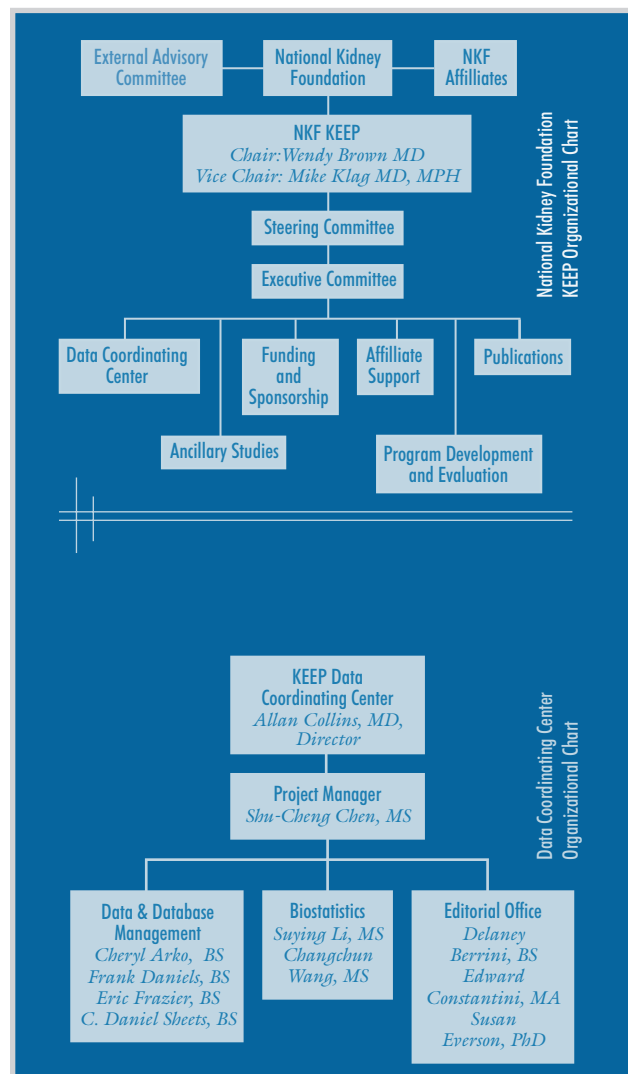 External Advisory
Committee
National Kidney
Foundation
NKF
Affiliates
NKF KEEP
Chair:Wendy Brown MD
Vice Chair: Mike Klag MD, MPH
Steering Committee
Executive Committee
Data Coordinating
Center
Funding
and
Sponsorship
Affiliate
Support
Publications
Ancillary Studies
Program Development
and Evaluation
National Kidney Foundation
KEEP Organizational Chart
KEEP Data
Coordinating Center
Allan Collins, MD,
Director
Project Manager
Shu-Cheng Chen, MS
Data & Database
Management
Cheryl Arko, BS
Frank Daniels, BS
Eric Frazier, BS
C. Daniel Sheets, BS
Biostatistics
Suying Li, MS
Changchun
Wang, MS
Editorial Office
Delaney
Berrini, BS
Edward
Constantini, MA
Susan
Everson, PhD
Data Coordinating Center
Organizational Chart